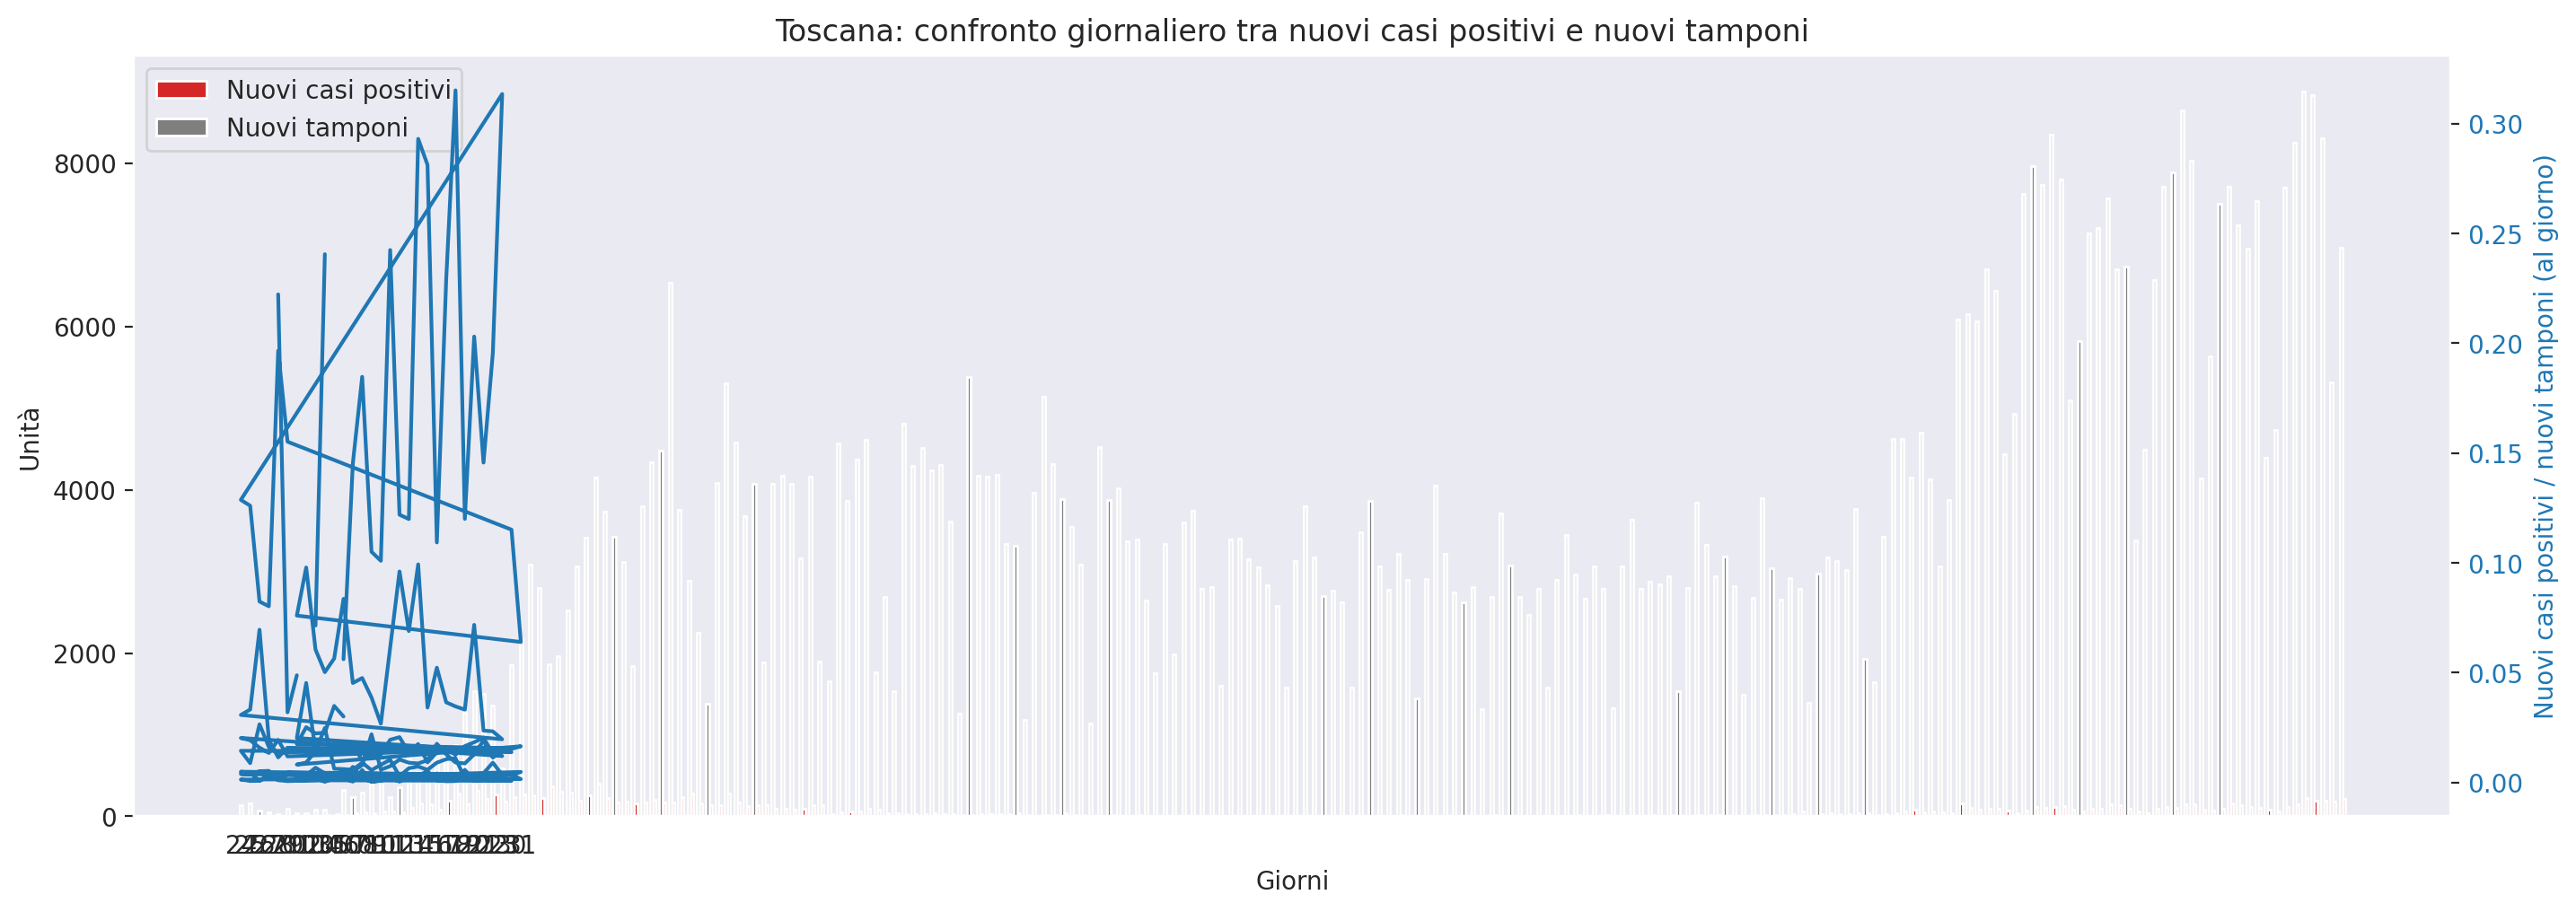 Toscana: confronto giornaliero tra nuovi casi positivi e nuovi tamponi
Nuovi casi positivi
Nuovi tamponi
8000
6000
4000
2000
0
Unità
0.30
0.25
0.20
0.15
0.10
0.05
0.00
Nuovi casi positivi / nuovi tamponi (al giorno)
Giorni